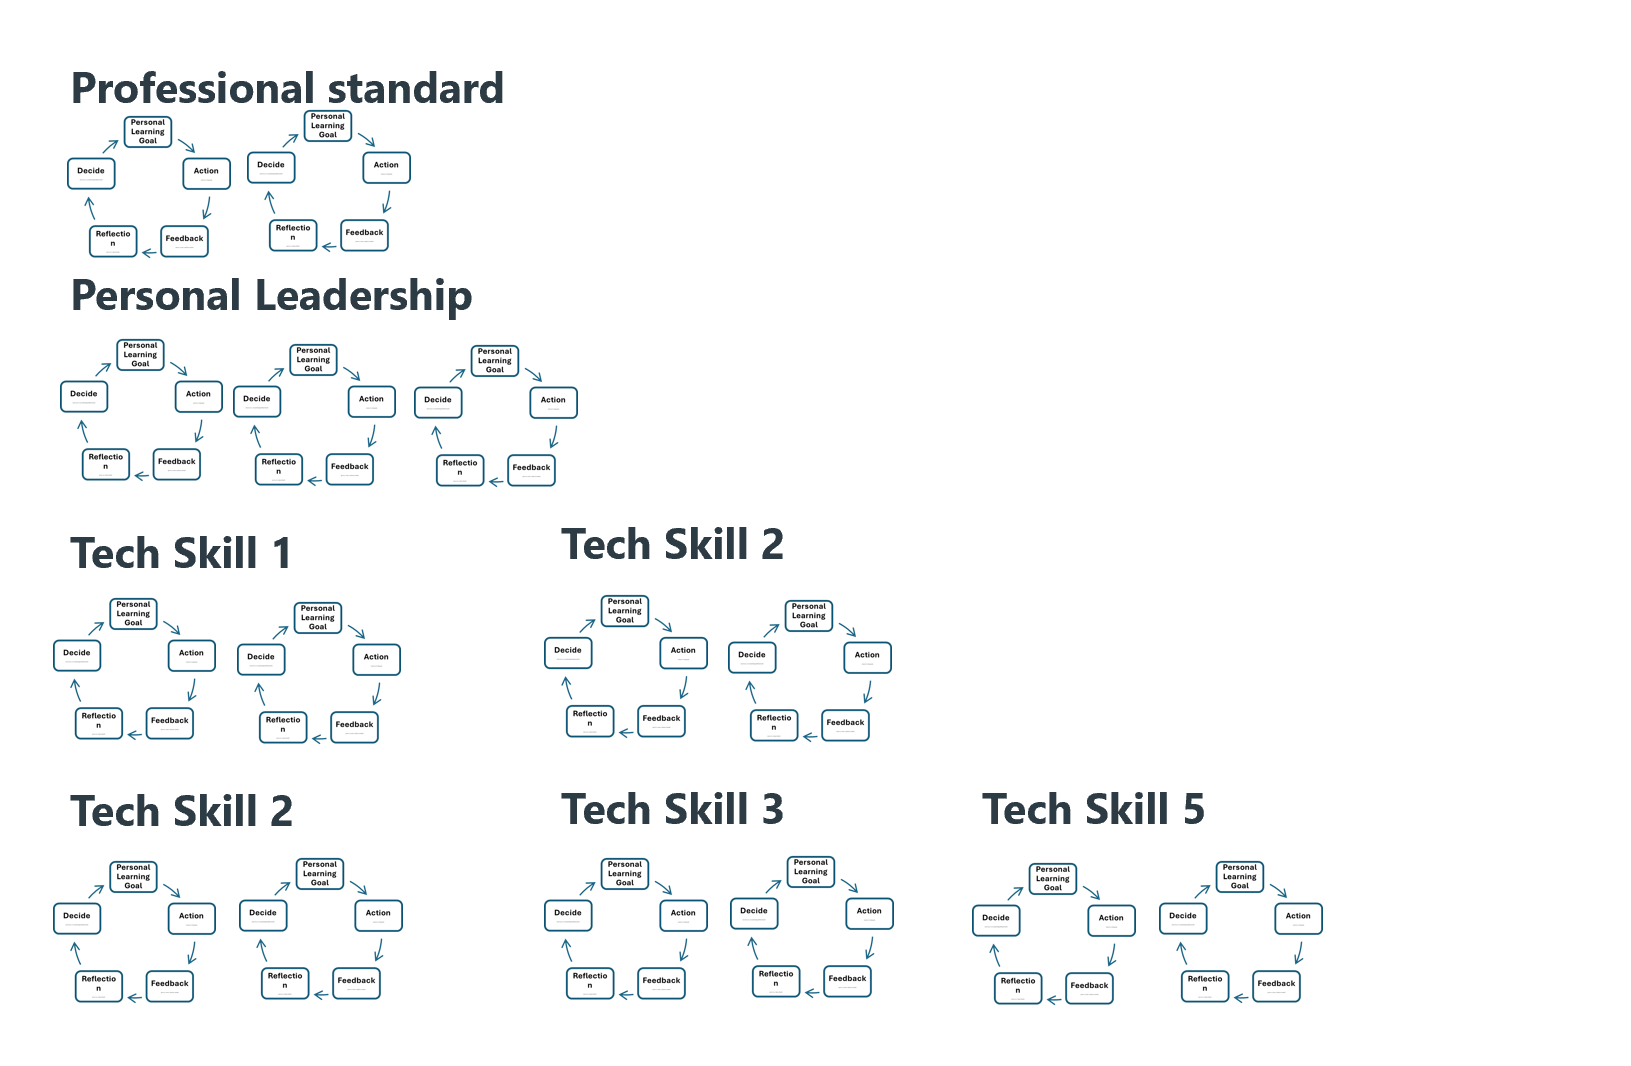 Professional standard
Personal
Learning
Goal
Decide
Action
Reflectio
n
Feedback
Personal
Learning
Goal
Decide
Action
Reflectio
n
Feedback
Personal Leadership
Personal
Learning
Goal
Decide
Action
Reflectio
n
Feedback
Personal
Learning
Goal
Decide
Action
Reflectio
n
Feedback
Personal
Learning
Goal
Decide
Action
Reflectio
n
Feedback
Tech Skill 1
Personal
Learning
Goal
Decide
Action
Reflectio
n
Feedback
Personal
Learning
Goal
Decide
Action
Reflectio
n
Feedback
Tech Skill 2
Personal
Learning
Goal
Decide
Action
Reflectio
n
Feedback
Personal
Learning
Goal
Decide
Action
Reflectio
n
Feedback
Tech Skill 2
Personal
Learning
Goal
Decide
Action
Reflectio
n
Feedback
Personal
Learning
Goal
Decide
Action
Reflectio
n
Feedback
Tech Skill 3
Personal
Learning
Goal
Decide
Action
Reflectio
n
Feedback
Personal
Learning
Goal
Decide
Action
Reflectio
n
Feedback
Tech Skill 5
Personal
Learning
Goal
Decide
Action
Reflectio
n
Feedback
Personal
Learning
Goal
Decide
Action
Reflectio
n
Feedback